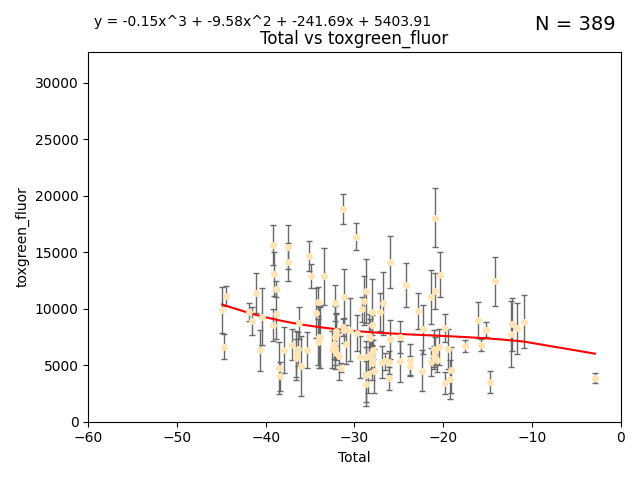 y = -0.15x^3 + -9.58x^2 + -241.69x + 5403.91
N = 389
Total vs toxgreen_fluor
toxgreen_fluor
30000
25000
20000
15000
10000
5000
0
−60 −50 −40 −30 −20 −10 0
Total